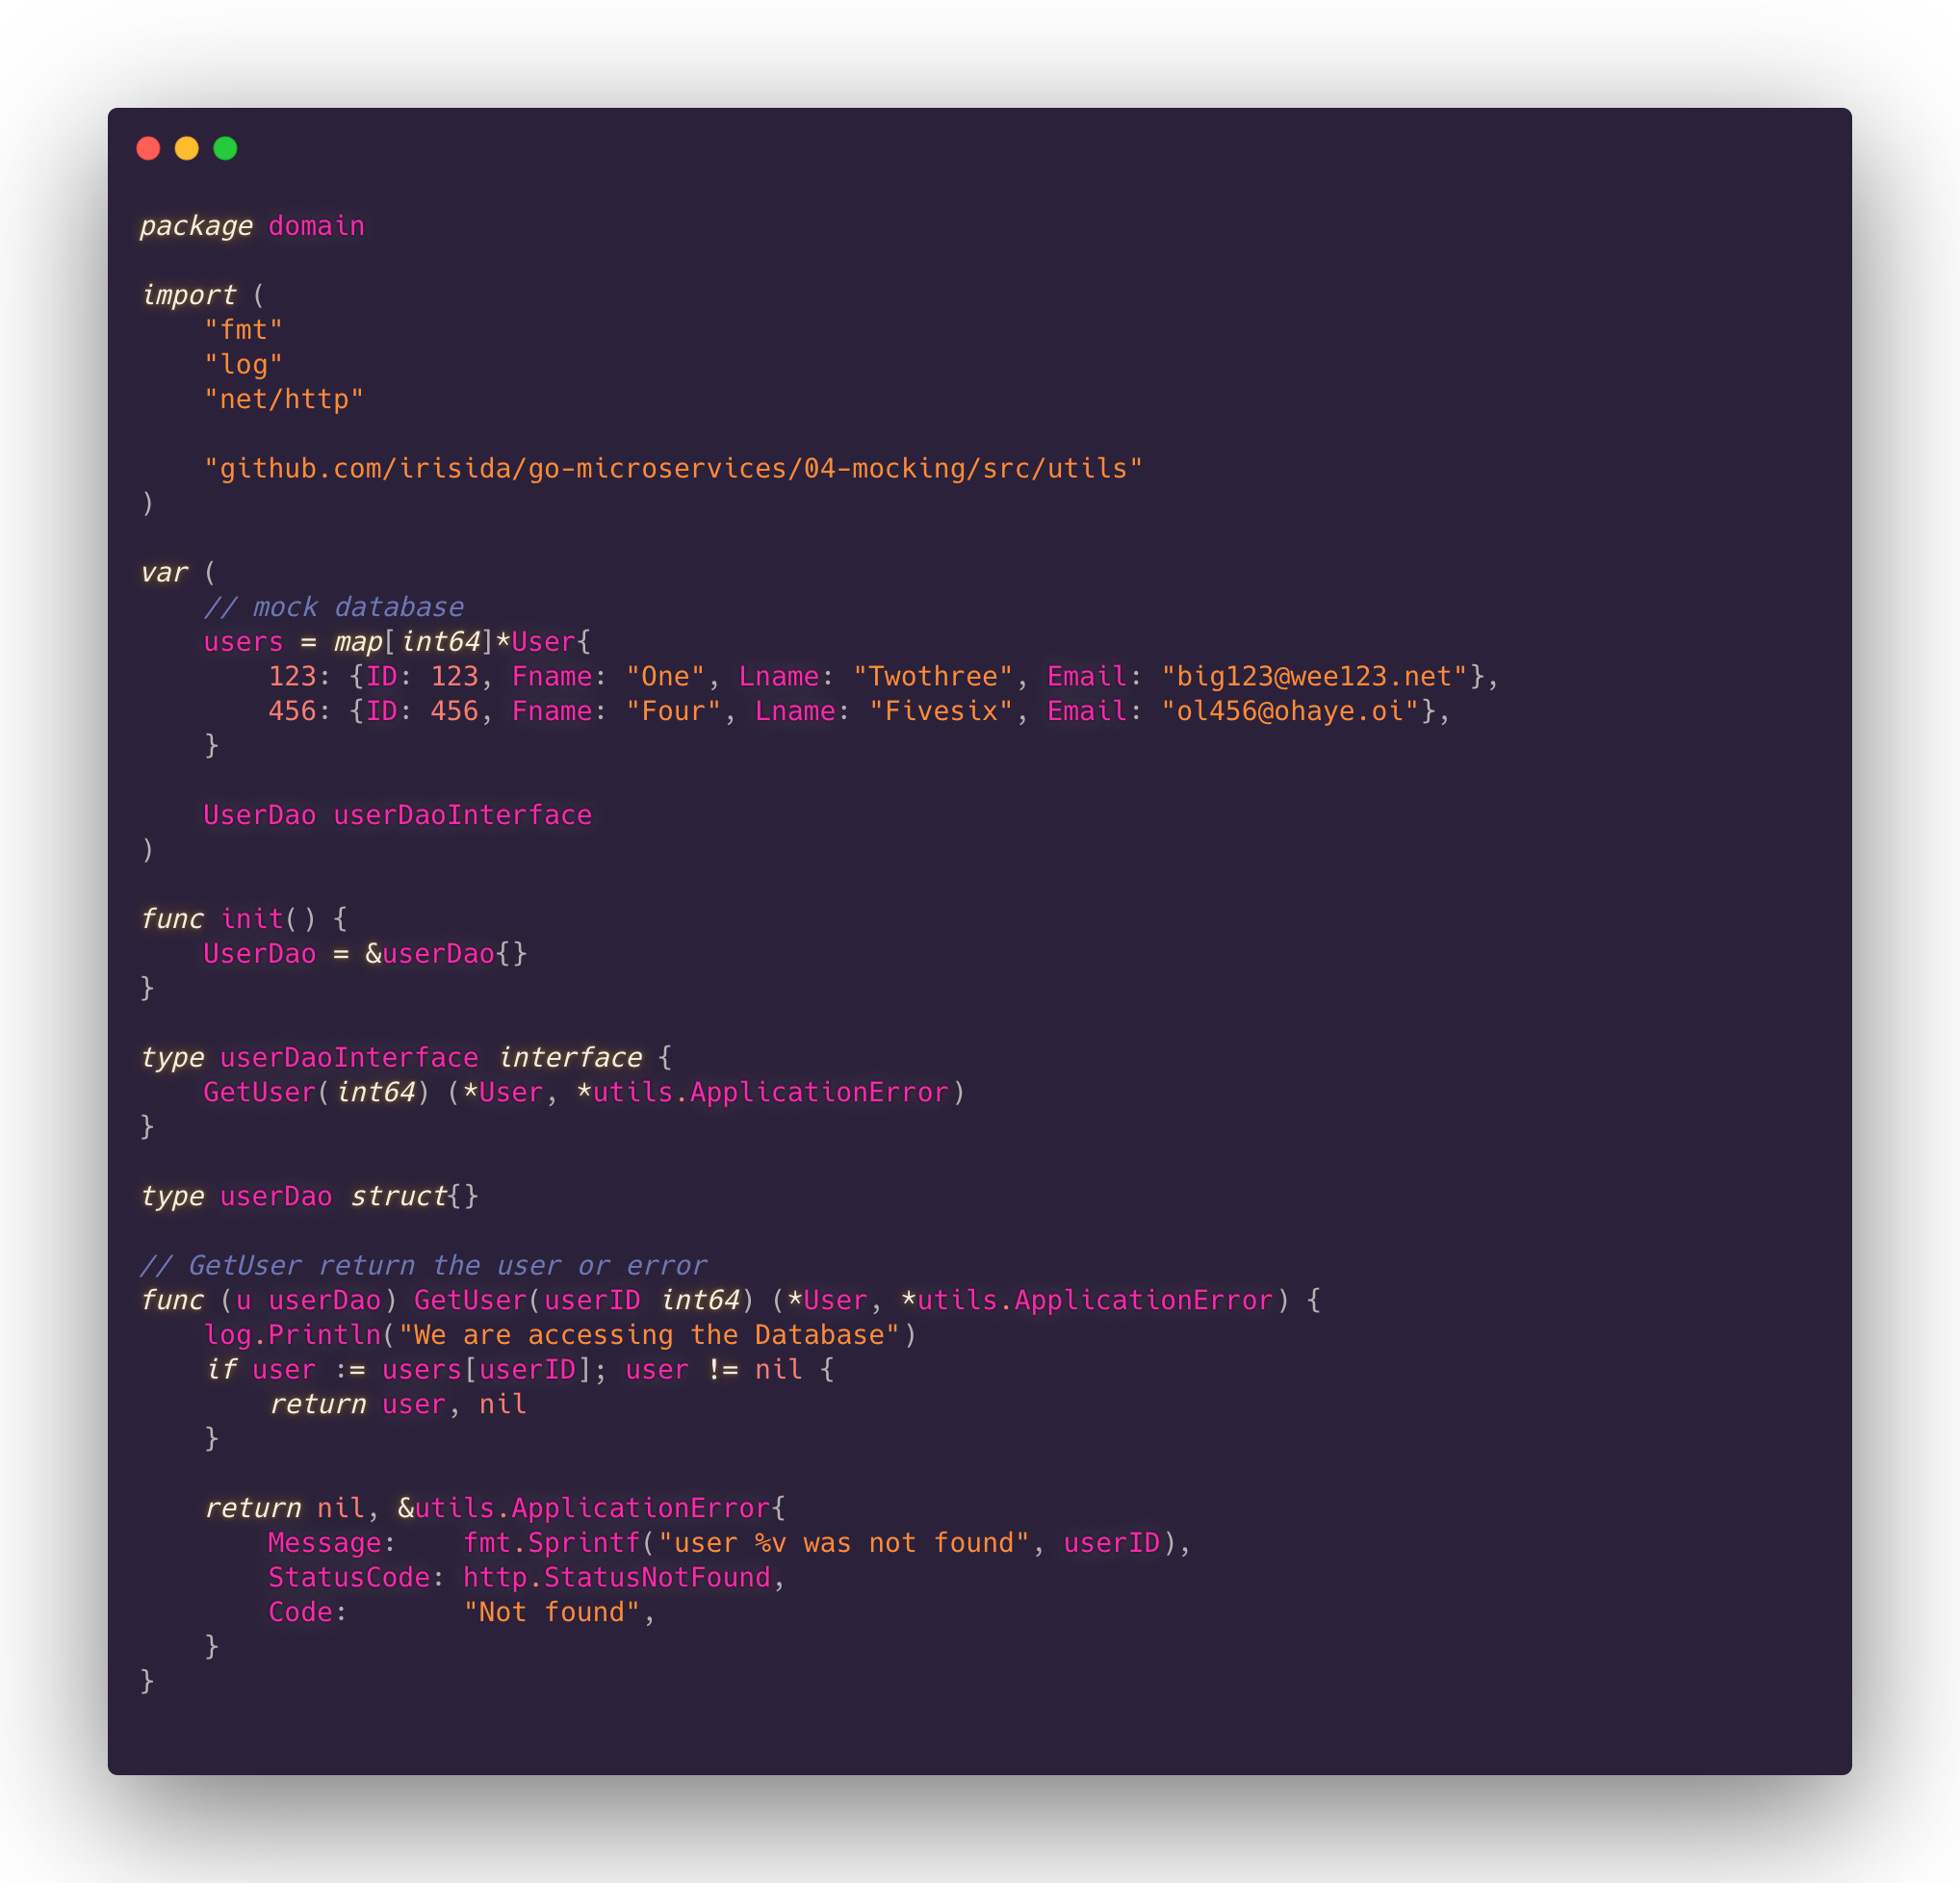 package domain

import (
    "fmt"
    "log"
    "net/http"

    "github.com/irisida/go-microservices/04-mocking/src/utils"
)

var (
    // mock database
    users = map[int64]*User{
        123: {ID: 123, Fname: "One", Lname: "Twothree", Email: "big123@wee123.net"},
        456: {ID: 456, Fname: "Four", Lname: "Fivesix", Email: "ol456@ohaye.oi"},
    }

    UserDao userDaoInterface
)

func init() {
    UserDao = &userDao{}
}

type userDaoInterface interface {
    GetUser(int64) (*User, *utils.ApplicationError)
}

type userDao struct{}

// GetUser return the user or error
func (u userDao) GetUser(userID int64) (*User, *utils.ApplicationError) {
    log.Println("We are accessing the Database")
    if user := users[userID]; user != nil {
        return user, nil
    }

    return nil, &utils.ApplicationError{
        Message:    fmt.Sprintf("user %v was not found", userID),
        StatusCode: http.StatusNotFound,
        Code:       "Not found",
    }
}